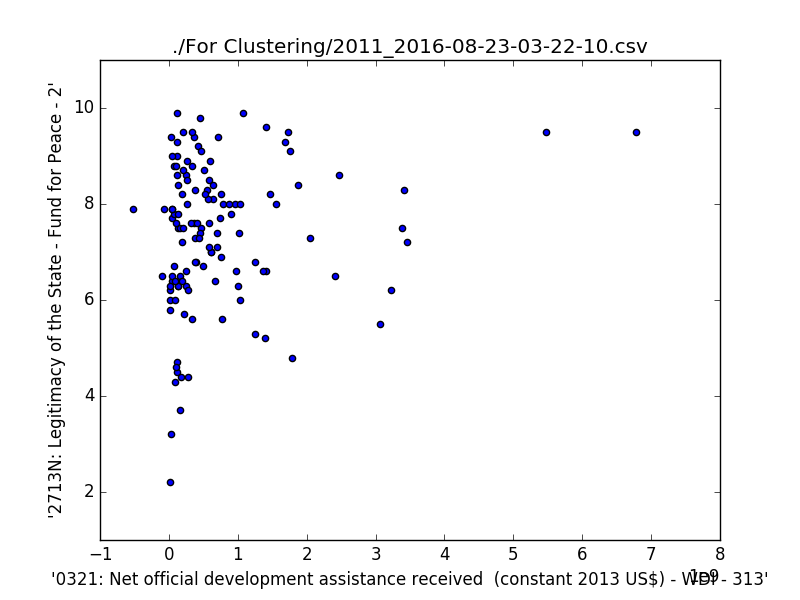 ./For Clustering/2011_2016-08-23-03-22-10.csv
'2713N: Legitimacy of the State - Fund for Peace - 2'
10
8
6
4
2
−1 0 1 2 3 4 5 6 7 8
1e9
'0321: Net official development assistance received  (constant 2013 US$) - WDI - 313'